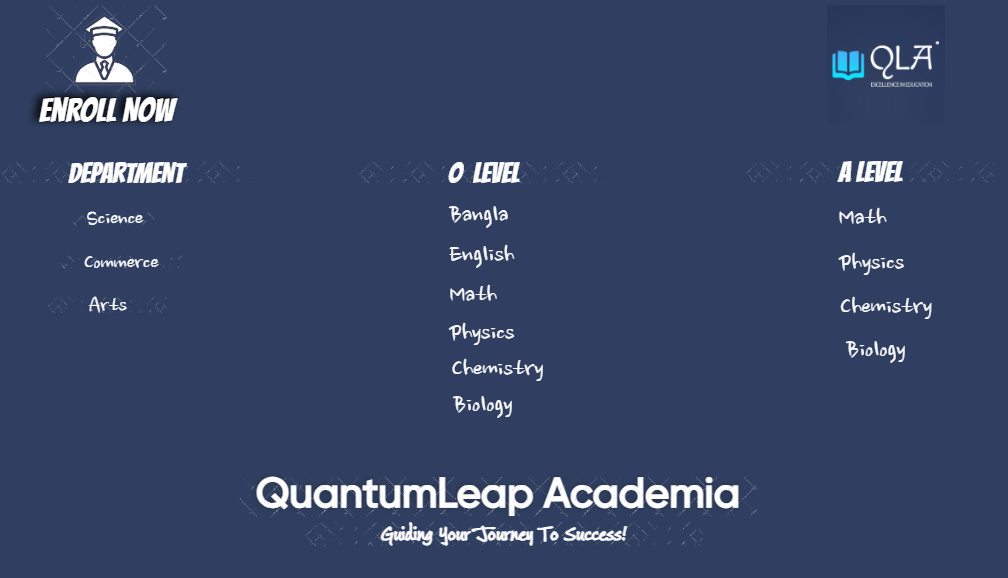 ENROLL NOW
QLA
EXCELLENCE IN EDUCATION
DEPARTMENT
Science
Commerce
Arts
O LEVEL
Bangla
English
Math
Physics
Chemistry
Biology
A LEVEL
Math
Physics
Chemistry
Biology
QuantumLeap Academia
Guiding Your Journey To Success!